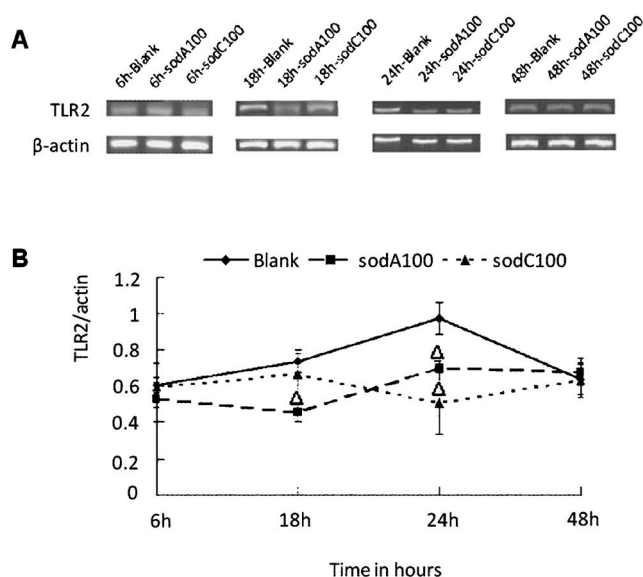 A
6h-Blank
6h-sodA100
6h-sodC100
18h-Blank
18h-sodA100
18h-sodC100
24h-Blank
24h-sodA100
24h-sodC100
48h-Blank
48h-sodA100
48h-sodC100
TLR2
β-actin
B
Blank sodA100 sodC100
TLR2/actin
1.2
1
0.8
0.6
0.4
0.2
0
6h 18h 24h 48h
Time in hours